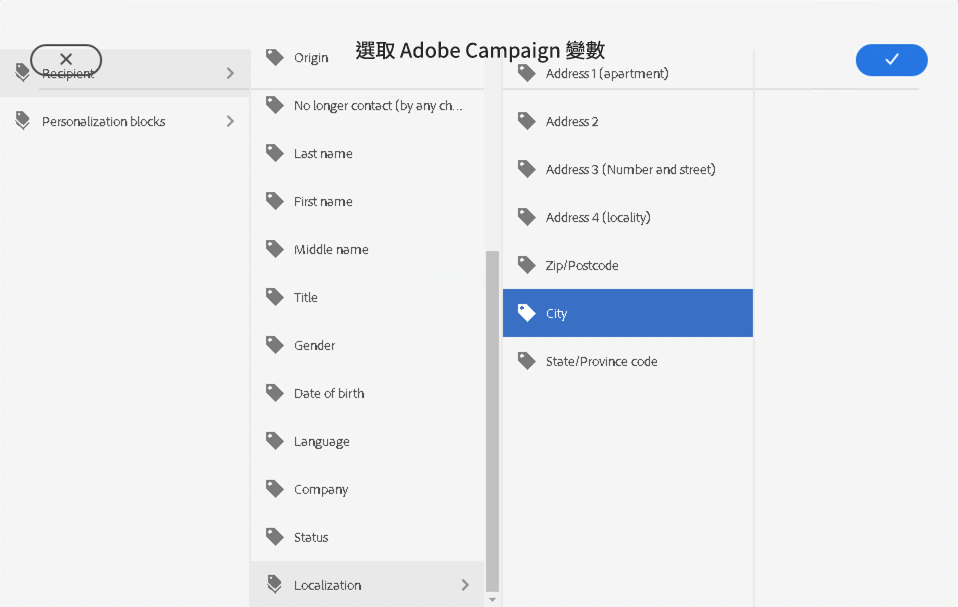 選取 Adobe Campaign 變數
Recipient
Personalization blocks
Origin
No longer contact (by any ch...
Last name
First name
Middle name
Title
Gender
Date of birth
Language
Company
Status
Localization
Address 1 (apartment)
Address 2
Address 3 (Number and street)
Address 4 (locality)
Zip/Postcode
City
State/Province code